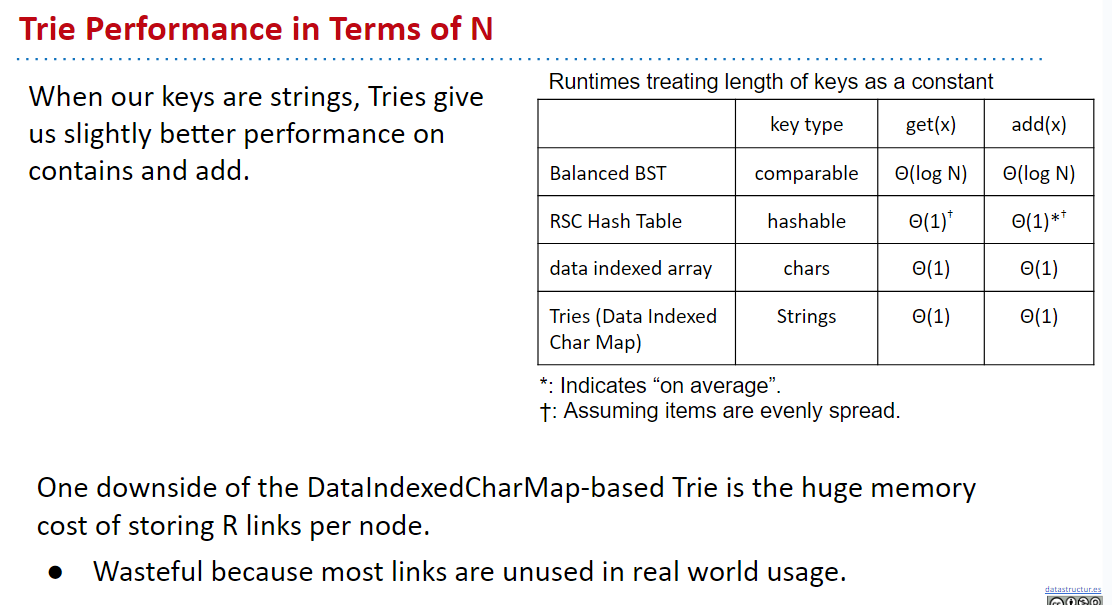 Trie Performance in Terms of N
When our keys are strings, Tries give
us slightly better performance on
contains and add.
Runtimes treating length of keys as a constant
key type get(x) add(x)
Balanced BST comparable Θ(log N) Θ(log N)
RSC Hash Table hashable Θ(1)† Θ(1)*†
data indexed array chars Θ(1) Θ(1)
Tries (Data Indexed Strings Θ(1) Θ(1)
Char Map)
*: Indicates “on average”.
†: Assuming items are evenly spread.
One downside of the DataIndexedCharMap-based Trie is the huge memory
cost of storing R links per node.
● Wasteful because most links are unused in real world usage.
datastructur.es